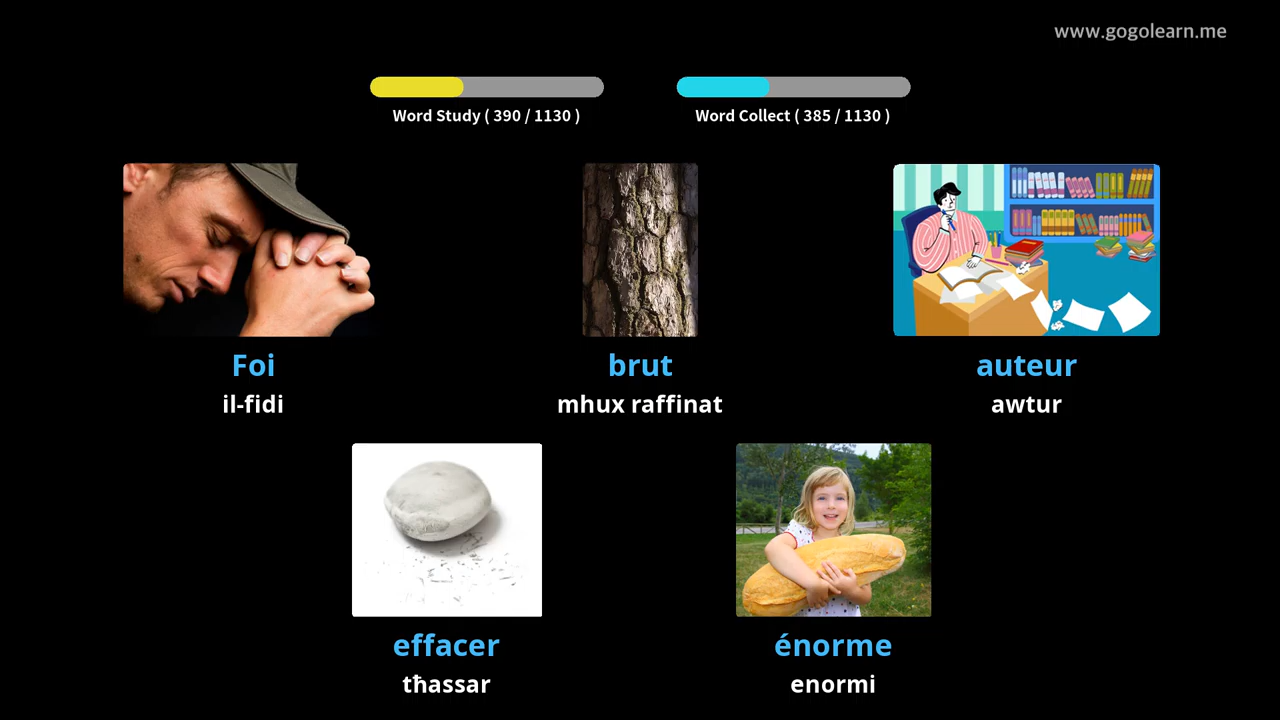 www.gogolearn.me
Word Study ( 390 / 1130 )
Word Collect ( 385 / 1130 )
Foi
il-fidi
brut
mhux raffinat
auteur
awtur
effacer
tħassar
énorme
enormi